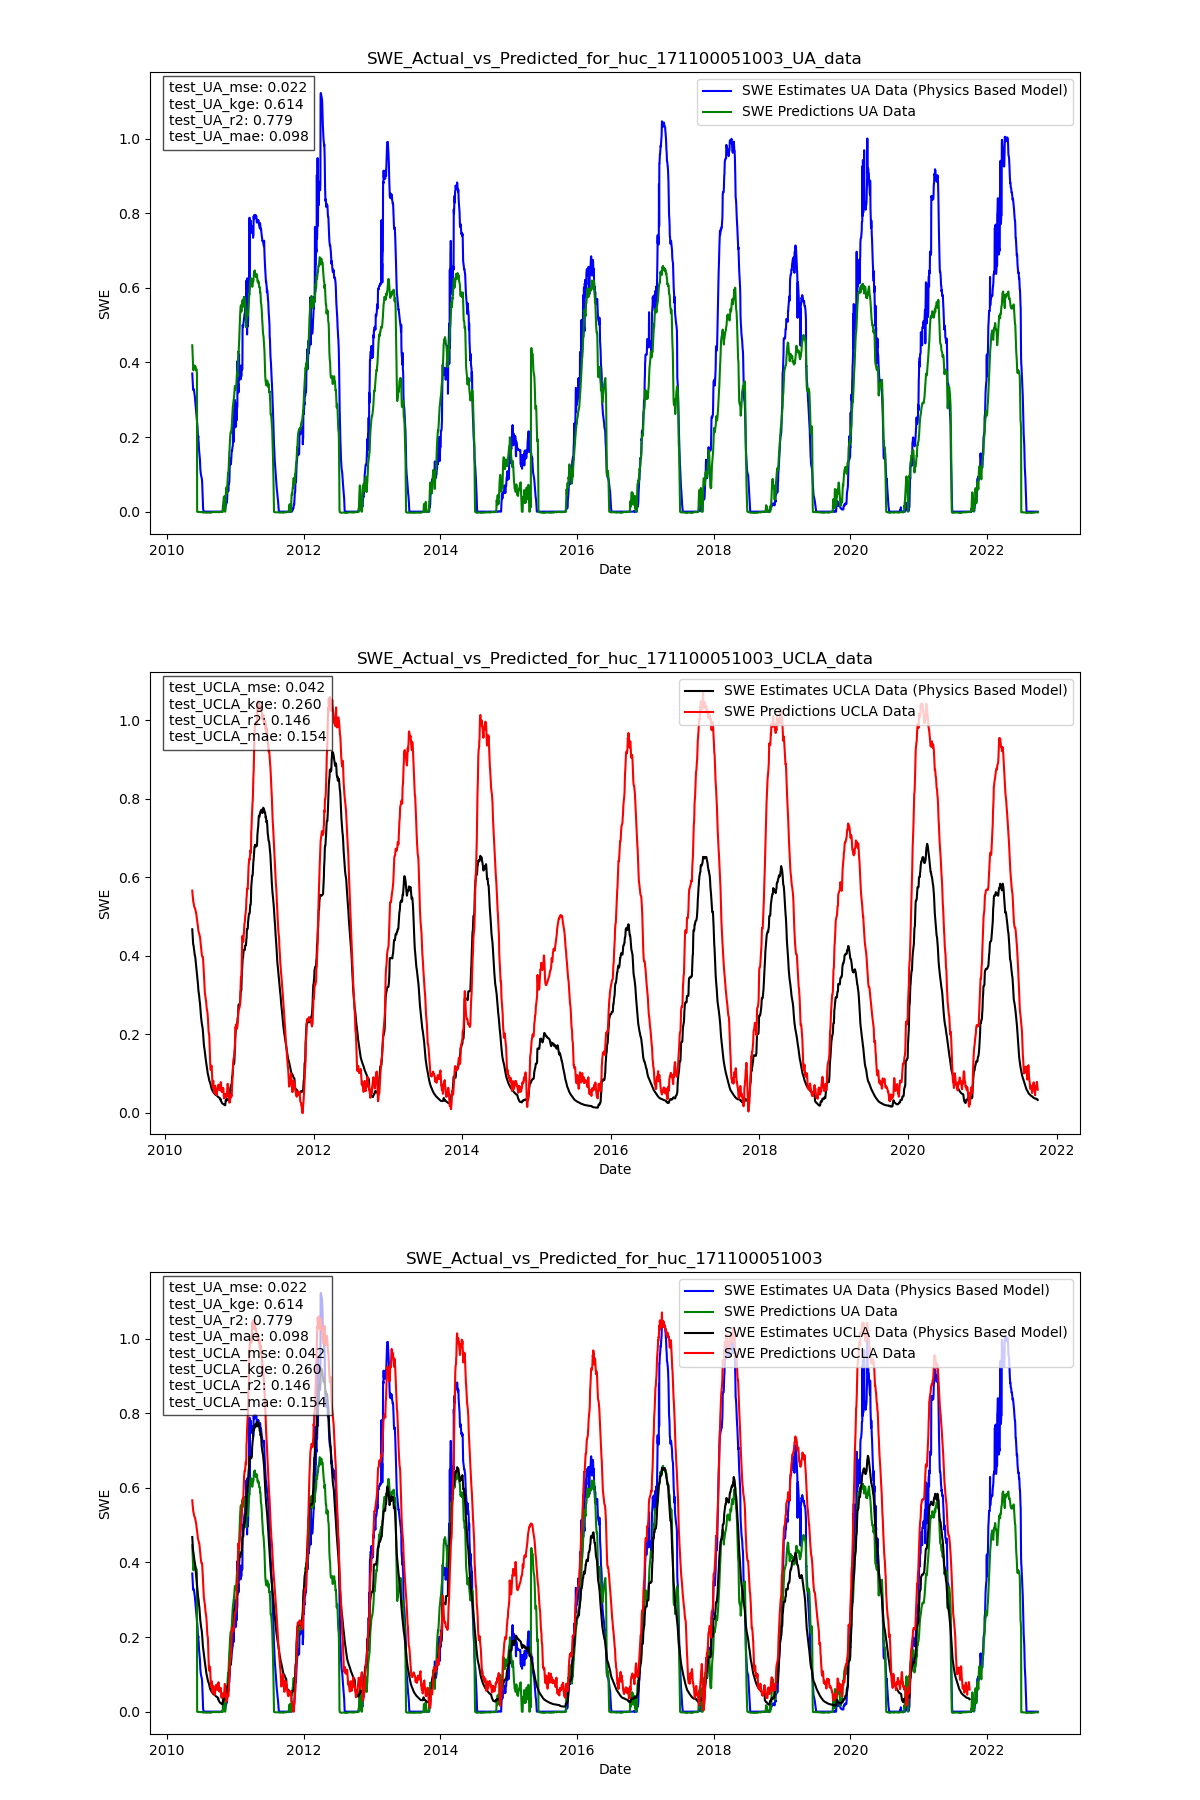 SWE_Actual_vs_Predicted_for_huc_171100051003_UA_data
test_UA_mse: 0.022
test_UA_kge: 0.614
test_UA_r2: 0.779
test_UA_mae: 0.098
SWE Estimates UA Data (Physics Based Model)
SWE Predictions UA Data
1.0
0.8
0.6
0.4
0.2
0.0
SWE
2010 2012 2014 2016 2018 2020 2022
Date
SWE_Actual_vs_Predicted_for_huc_171100051003_UCLA_data
test_UCLA_mse: 0.042
test_UCLA_kge: 0.260
test_UCLA_r2: 0.146
test_UCLA_mae: 0.154
SWE Estimates UCLA Data (Physics Based Model)
SWE Predictions UCLA Data
1.0
0.8
0.6
0.4
0.2
0.0
SWE
2010 2012 2014 2016 2018 2020 2022
Date
SWE_Actual_vs_Predicted_for_huc_171100051003
test_UA_mse: 0.022
test_UA_kge: 0.614
test_UA_r2: 0.779
test_UA_mae: 0.098
test_UCLA_mse: 0.042
test_UCLA_kge: 0.260
test_UCLA_r2: 0.146
test_UCLA_mae: 0.154
SWE Estimates UA Data (Physics Based Model)
SWE Predictions UA Data
SWE Estimates UCLA Data (Physics Based Model)
SWE Predictions UCLA Data
1.0
0.8
0.6
0.4
0.2
0.0
SWE
2010 2012 2014 2016 2018 2020 2022
Date